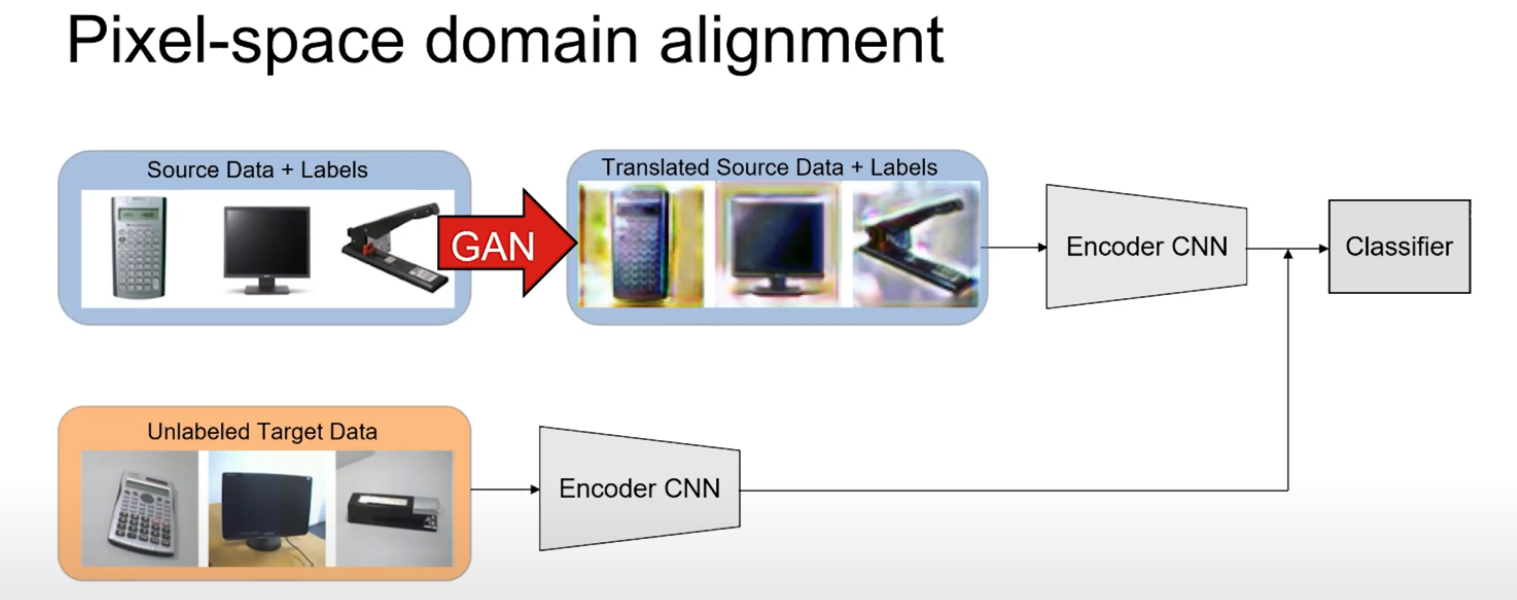 Pixel-space domain alignment
Source Data + Labels
GAN
Translated Source Data + Labels
Encoder CNN
Classifier
Unlabeled Target Data
Encoder CNN